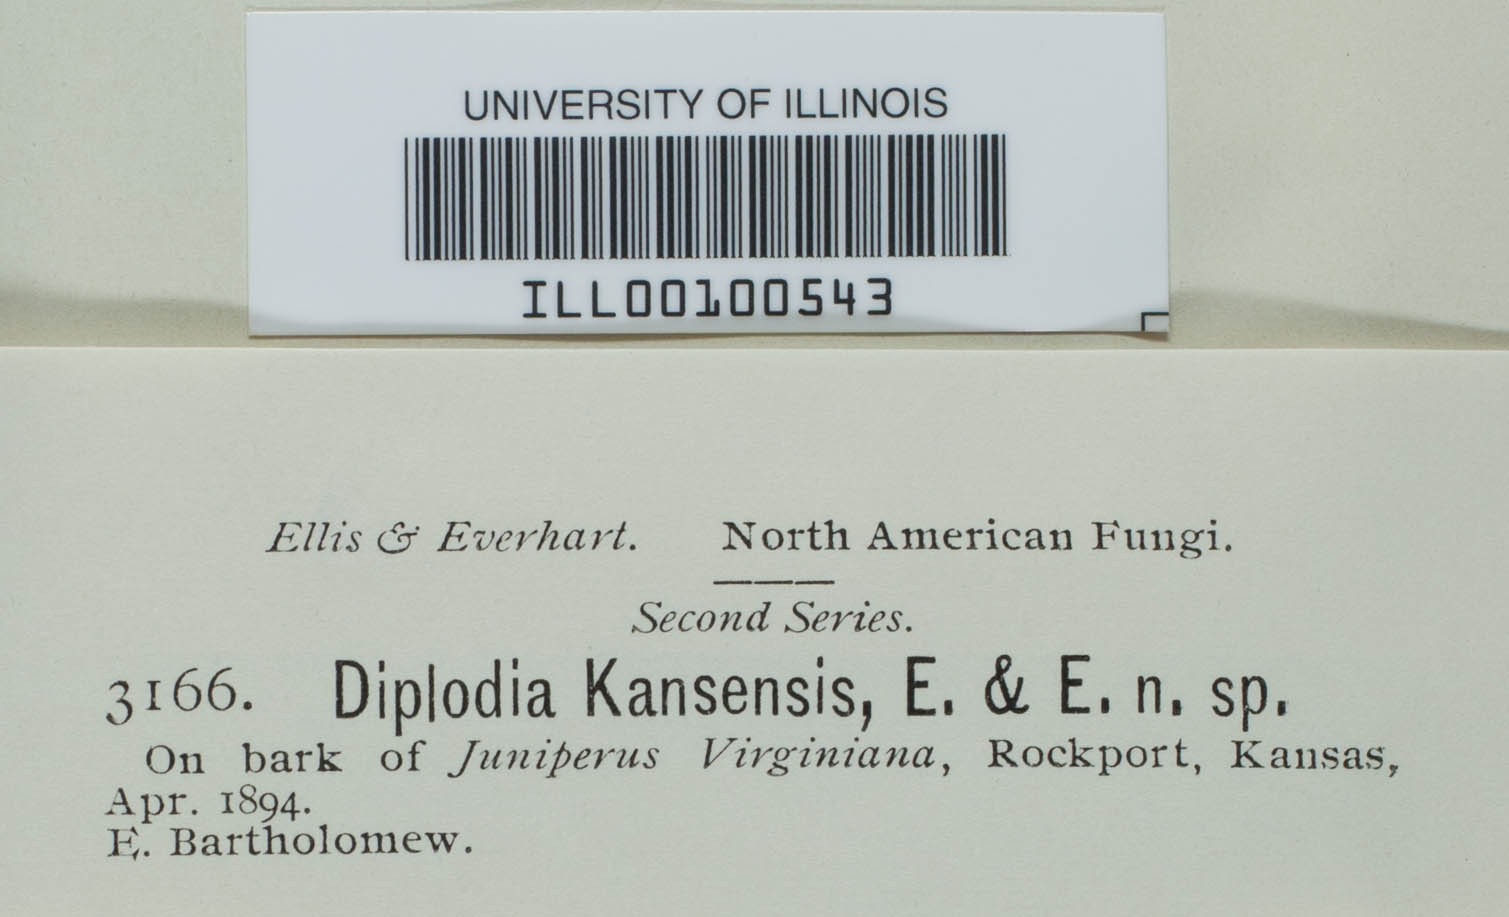 UNIVERSITY OF ILLINOIS
ILL00100543
Ellis & Everhart. North American Fungi.
Second Series.
3166. Diplodia Kansensis, E. & E. n. sp.
On bark of Juniperus Virginiana, Rockport, Kansas,
Apr. 1894.
E. Bartholomew.